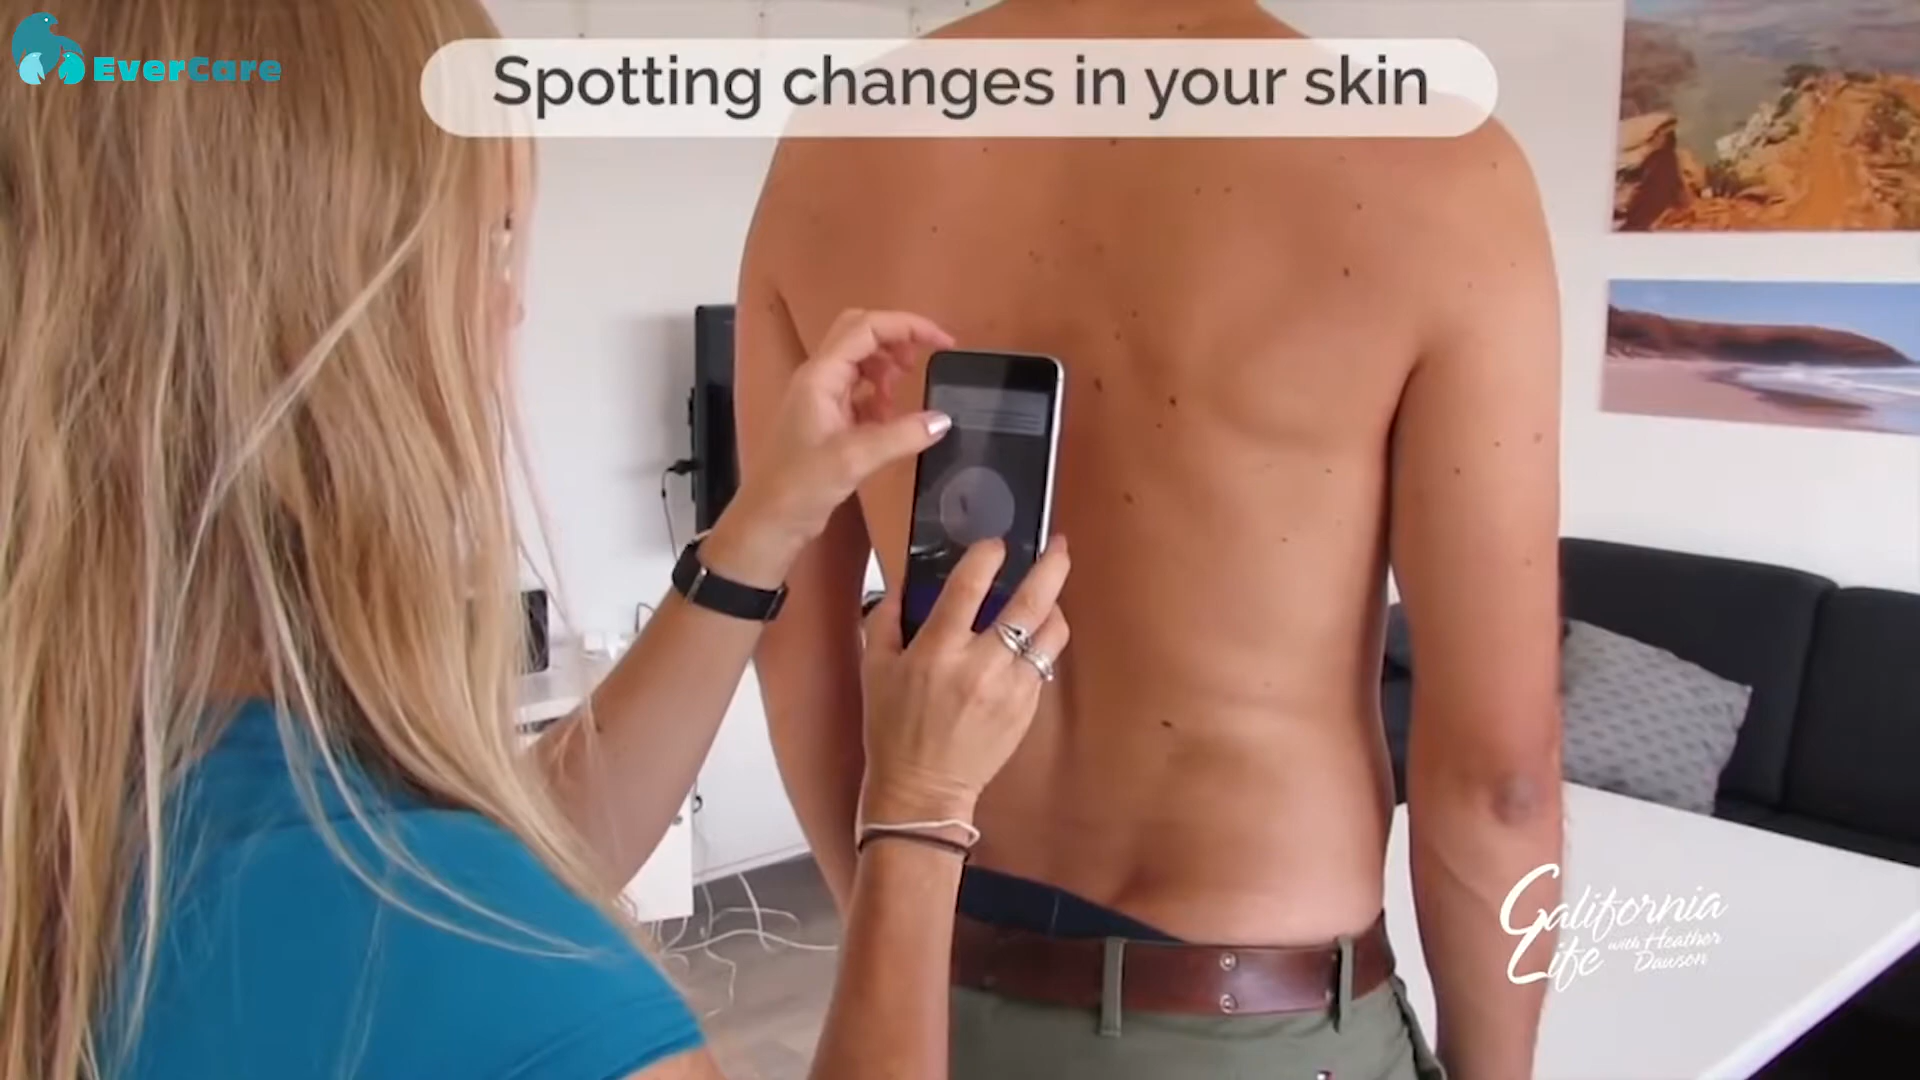 EverCare
Spotting changes in your skin
California
Life with Heather
Dawson